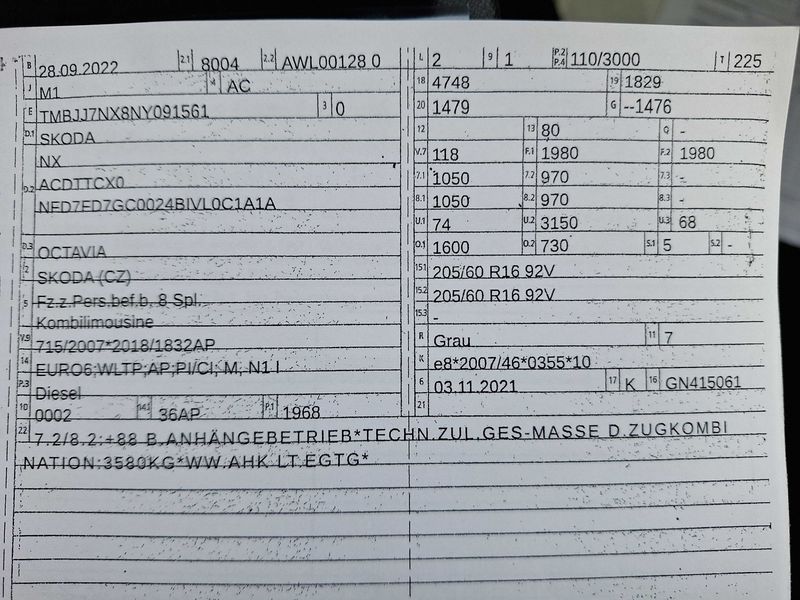 B 28.09.2022 2.1 8004 2.2 AWL00128 0
J M1 4 AC
E TMBJJ7NX8NY091561 3 0
D.1 SKODA
NX
D.2 ACDTTCX0
NFD7FD7GC0024BIVL0C1A1A
D.3 OCTAVIA
2 SKODA (CZ)
5 Fz.z.Pers.bef.b. 8 Spl.
Kombilimousine
V.9 715/2007*2018/1832AP
14 EURO6;WLTP;AP;PI/CI; M, N1 I
P.3 Diesel
10 0002 14.1 36AP P.1 1968
L 2 9 1 P.2 P.4 110/3000 T 225
18 4748 19 1829
20 1479 G --1476
12 13 80 Q -
V.7 118 F.1 1980 F.2 1980
7.1 1050 7.2 970 7.3 -
8.1 1050 8.2 970 8.3 -
U.1 74 U.2 3150 U.3 68
O.1 1600 O.2 730 S.1 5 S.2 -
15.1 205/60 R16 92V
15.2 205/60 R16 92V
15.3 -
R Grau 11 7
K e8*2007/46*0355*10
6 03.11.2021 17 K 16 GN415061
21
22 7.2/8.2:+88 B.ANHÄNGEBETRIEB*TECHN.ZUL.GES-MASSE D.ZUGKOMBI
NATION:3580KG*WW.AHK LT.EGTG*